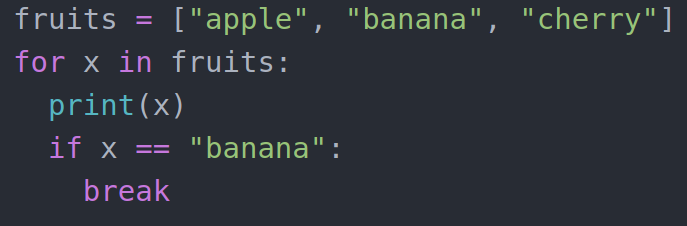 fruits = ["apple", "banana", "cherry"]
for x in fruits:
  print(x)
  if x == "banana":
    break